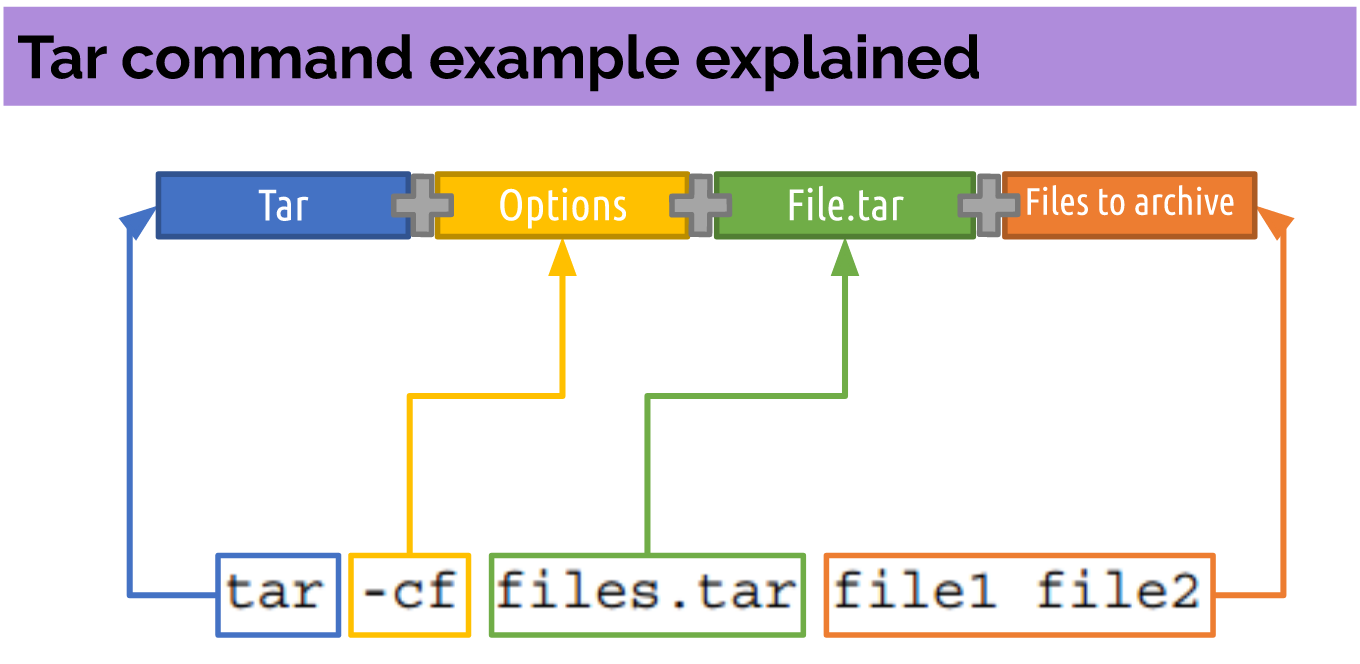 Tar command example explained
Tar Options File.tar Files to archive
tar -cf files.tar file1 file2